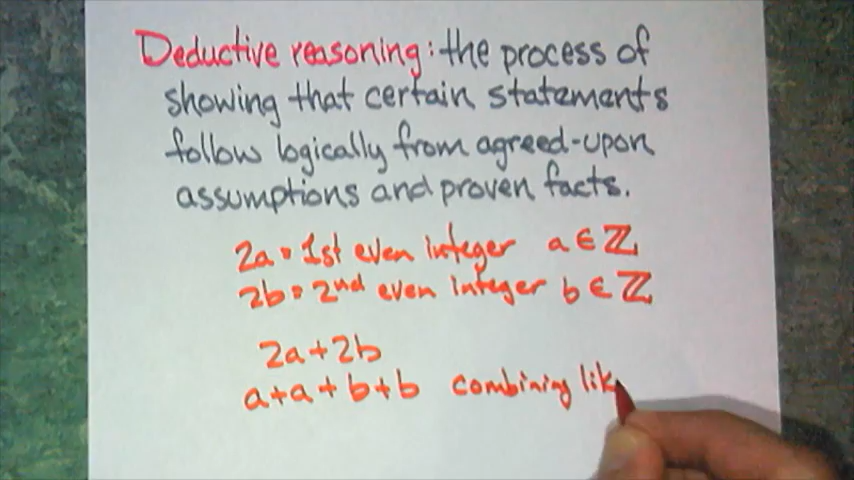 Deductive reasoning: the process of
showing that certain statements
follow logically from agreed-upon
assumptions and proven facts.
2a = 1st even integer a ∈ ℤ
2b = 2nd even integer b ∈ ℤ
2a+2b
a+a+b+b combining lik